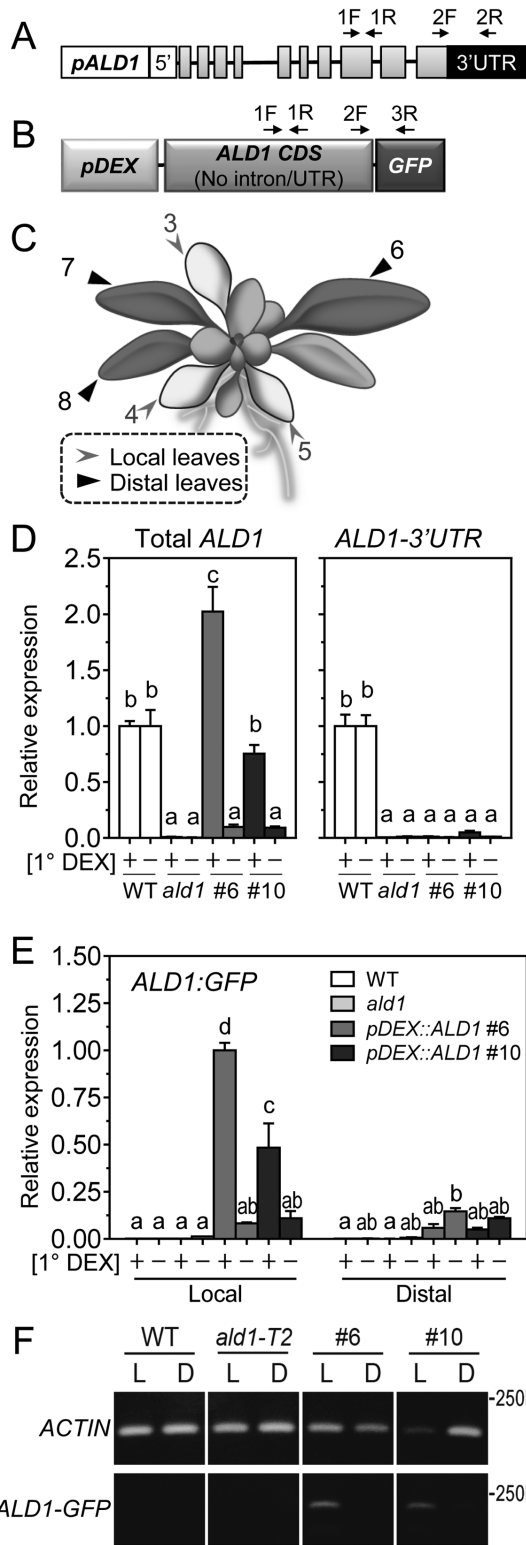 A
1F 1R 2F 2R
pALD1 5' 3'UTR
B
1F 1R 2F 3R
pDEX ALD1 CDS GFP
(No intron/UTR)
C
3
7 6
8
4 5
Local leaves
Distal leaves
D
Total ALD1 ALD1-3'UTR
Relative expression
2.5
2.0
1.5
1.0
0.5
0.0
b b a a c a b a
b b a a a a a a
[1° DEX] + − + − + − + − + − + − + − + −
WT ald1 #6 #10 WT ald1 #6 #10
E
ALD1:GFP
Relative expression
1.50
1.25
1.00
0.75
0.50
0.25
0.00
WT
ald1
pDEX::ALD1 #6
pDEX::ALD1 #10
a a a a d ab c ab a ab a ab ab b ab ab
[1° DEX] + − + − + − + − + − + − + − + −
Local Distal
F
WT ald1-T2 #6 #10
L D L D L D L D
ACTIN -250
ALD1-GFP -250